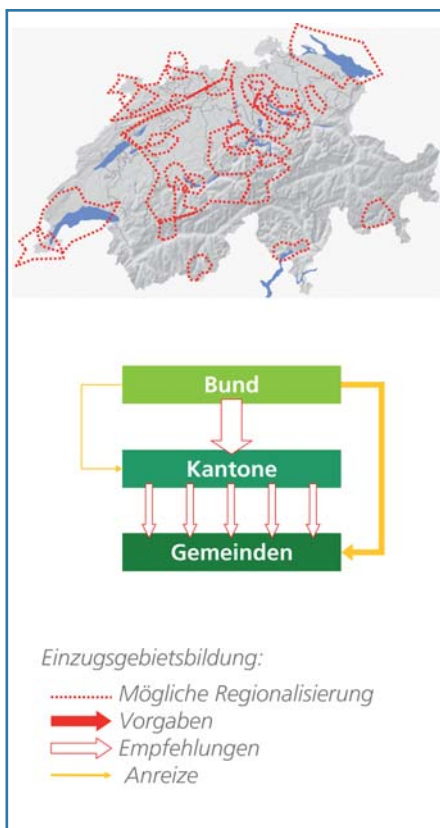 Bund
Kantone
Gemeinden
Einzugsgebietsbildung:
Mögliche Regionalisierung
Vorgaben
Empfehlungen
Anreize